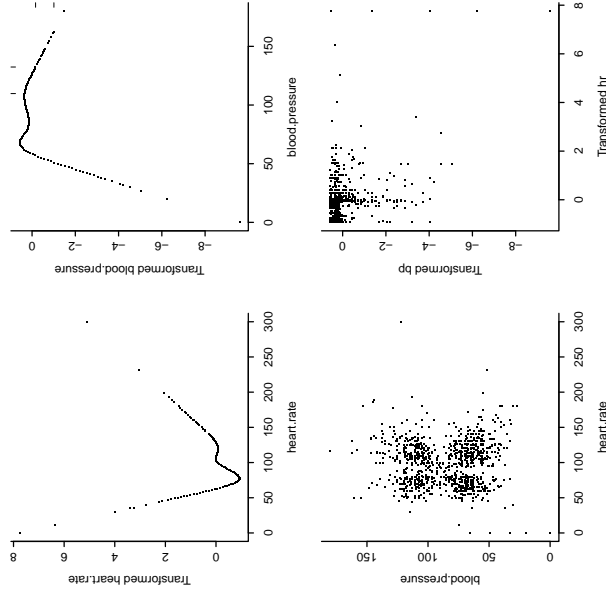 0 −2 −4 −6 −8
Transformed blood.pressure
0 50 100 150
blood.pressure
0 −2 −4 −6 −8
Transformed bp
0 2 4 6 8
Transformed hr
8 6 4 2 0
Transformed heart.rate
0 50 100 150 200 250 300
heart.rate
150 100 50 0
blood.pressure
0 50 100 150 200 250 300
heart.rate